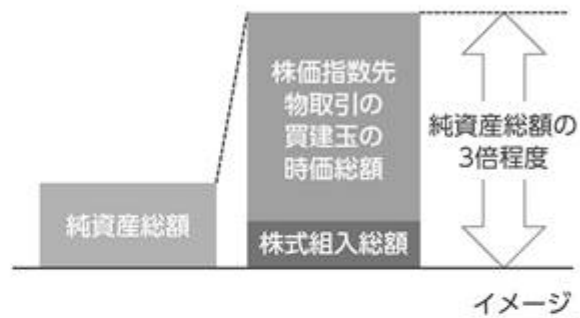 株価指数先
物取引の
買建玉の
時価総額
純資産総額の
3倍程度
純資産総額
株式組入総額
イメージ